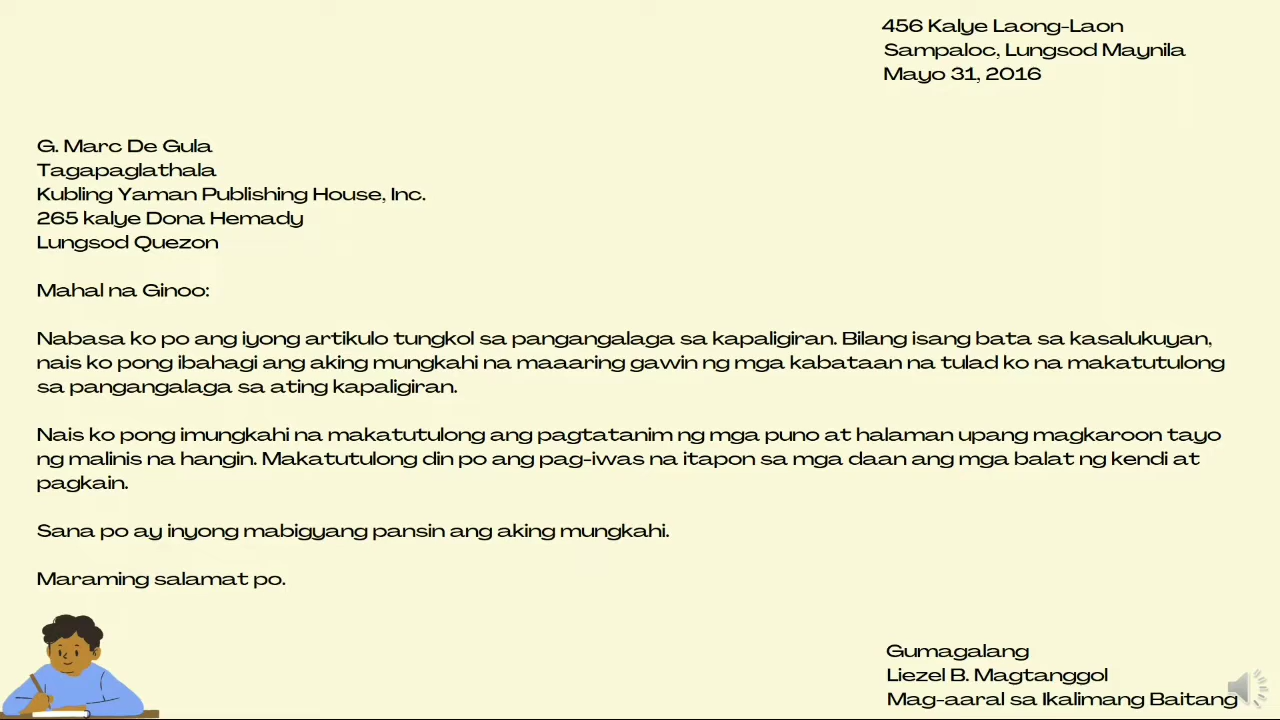 456 Kalye Laong-Laon
Sampaloc, Lungsod Maynila
Mayo 31, 2016
G. Marc De Gula
Tagapaglathala
Kubling Yaman Publishing House, Inc.
265 kalye Dona Hemady
Lungsod Quezon
Mahal na Ginoo:
Nabasa ko po ang iyong artikulo tungkol sa pangangalaga sa kapaligiran. Bilang isang bata sa kasalukuyan,
nais ko pong ibahagi ang aking mungkahi na maaaring gawin ng mga kabataan na tulad ko na makatutulong
sa pangangalaga sa ating kapaligiran.
Nais ko pong imungkahi na makatutulong ang pagtatanim ng mga puno at halaman upang magkaroon tayo
ng malinis na hangin. Makatutulong din po ang pag-iwas na itapon sa mga daan ang mga balat ng kendi at
pagkain.
Sana po ay inyong mabigyang pansin ang aking mungkahi.
Maraming salamat po.
Gumagalang
Liezel B. Magtanggol
Mag-aaral sa Ikalimang Baitang